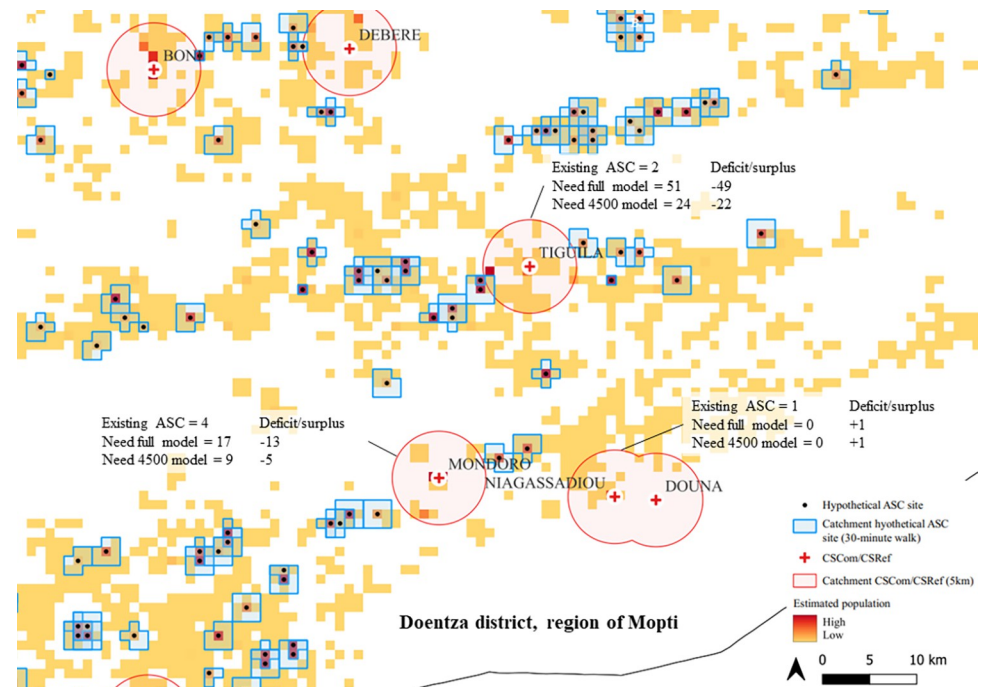 DEBERE
BONI
Existing ASC = 2 Deficit/surplus
Need full model = 51 -49
Need 4500 model = 24 -22
TIGUILA
Existing ASC = 1 Deficit/surplus
Need full model = 0 +1
Need 4500 model = 0 +1
Existing ASC = 4 Deficit/surplus
Need full model = 17 -13
Need 4500 model = 9 -5
MONDORO
NIAGASSADIOU
DOUNA
Hypothetical ASC site
Catchment hyothetical ASC
site (30-minute walk)
CSCom/CSRef
Catchment CSCom/CSRef (5km)
Estimated population
High
Low
Doentza district, region of Mopti
0 5 10 km